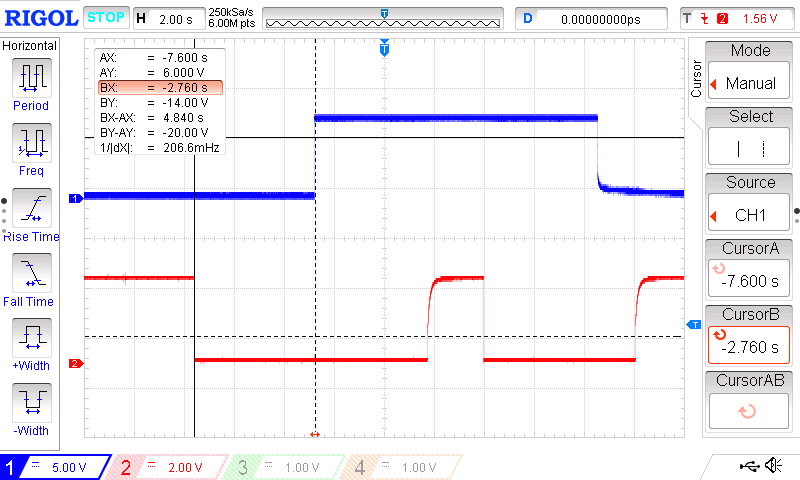 RIGOL STOP H 2.00 s 250kSa/s 6.00M pts T D 0.00000000ps T 2 1.56 V
Horizontal
Period
Freq
Rise Time
Fall Time
+Width
-Width
T
AX: = -7.600 s
AY: = 6.000 V
BX: = -2.760 s
BY: = -14.00 V
BX-AX: = 4.840 s
BY-AY: = -20.00 V
1/|dX|: = 206.6mHz
1
2
T
Cursor
Mode
Manual
Select
Source
CH1
CursorA
-7.600 s
CursorB
-2.760 s
CursorAB
1 5.00 V 2 2.00 V 3 1.00 V 4 1.00 V